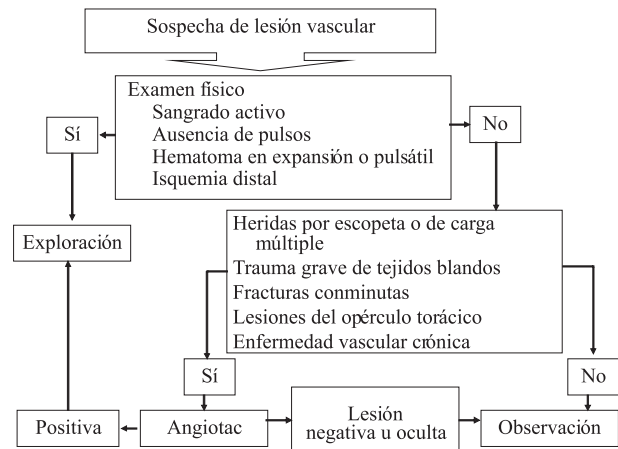 Sospecha de lesión vascular
Examen físico
Sangrado activo
Ausencia de pulsos
Hematoma en expansión o pulsátil
Isquemia distal
Sí
No
Exploración
Heridas por escopeta o de carga
múltiple
Trauma grave de tejidos blandos
Fracturas conminutas
Lesiones del opérculo torácico
Enfermedad vascular crónica
Sí
No
Positiva
Angiotac
Lesión
negativa u oculta
Observación